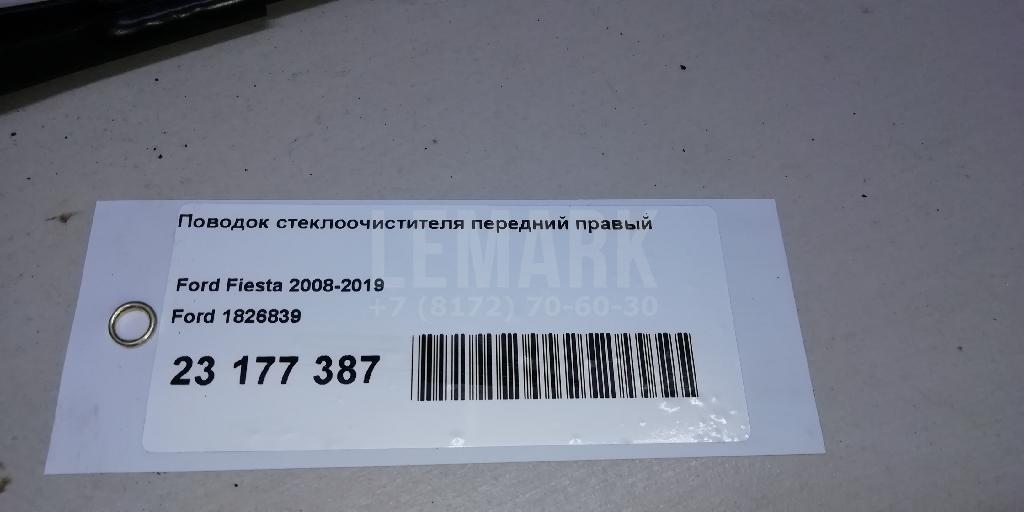 Поводок стеклоочистителя передний правый
LEMARK
Ford Fiesta 2008-2019
+7 (8172) 70-60-30
Ford 1826839
23 177 387